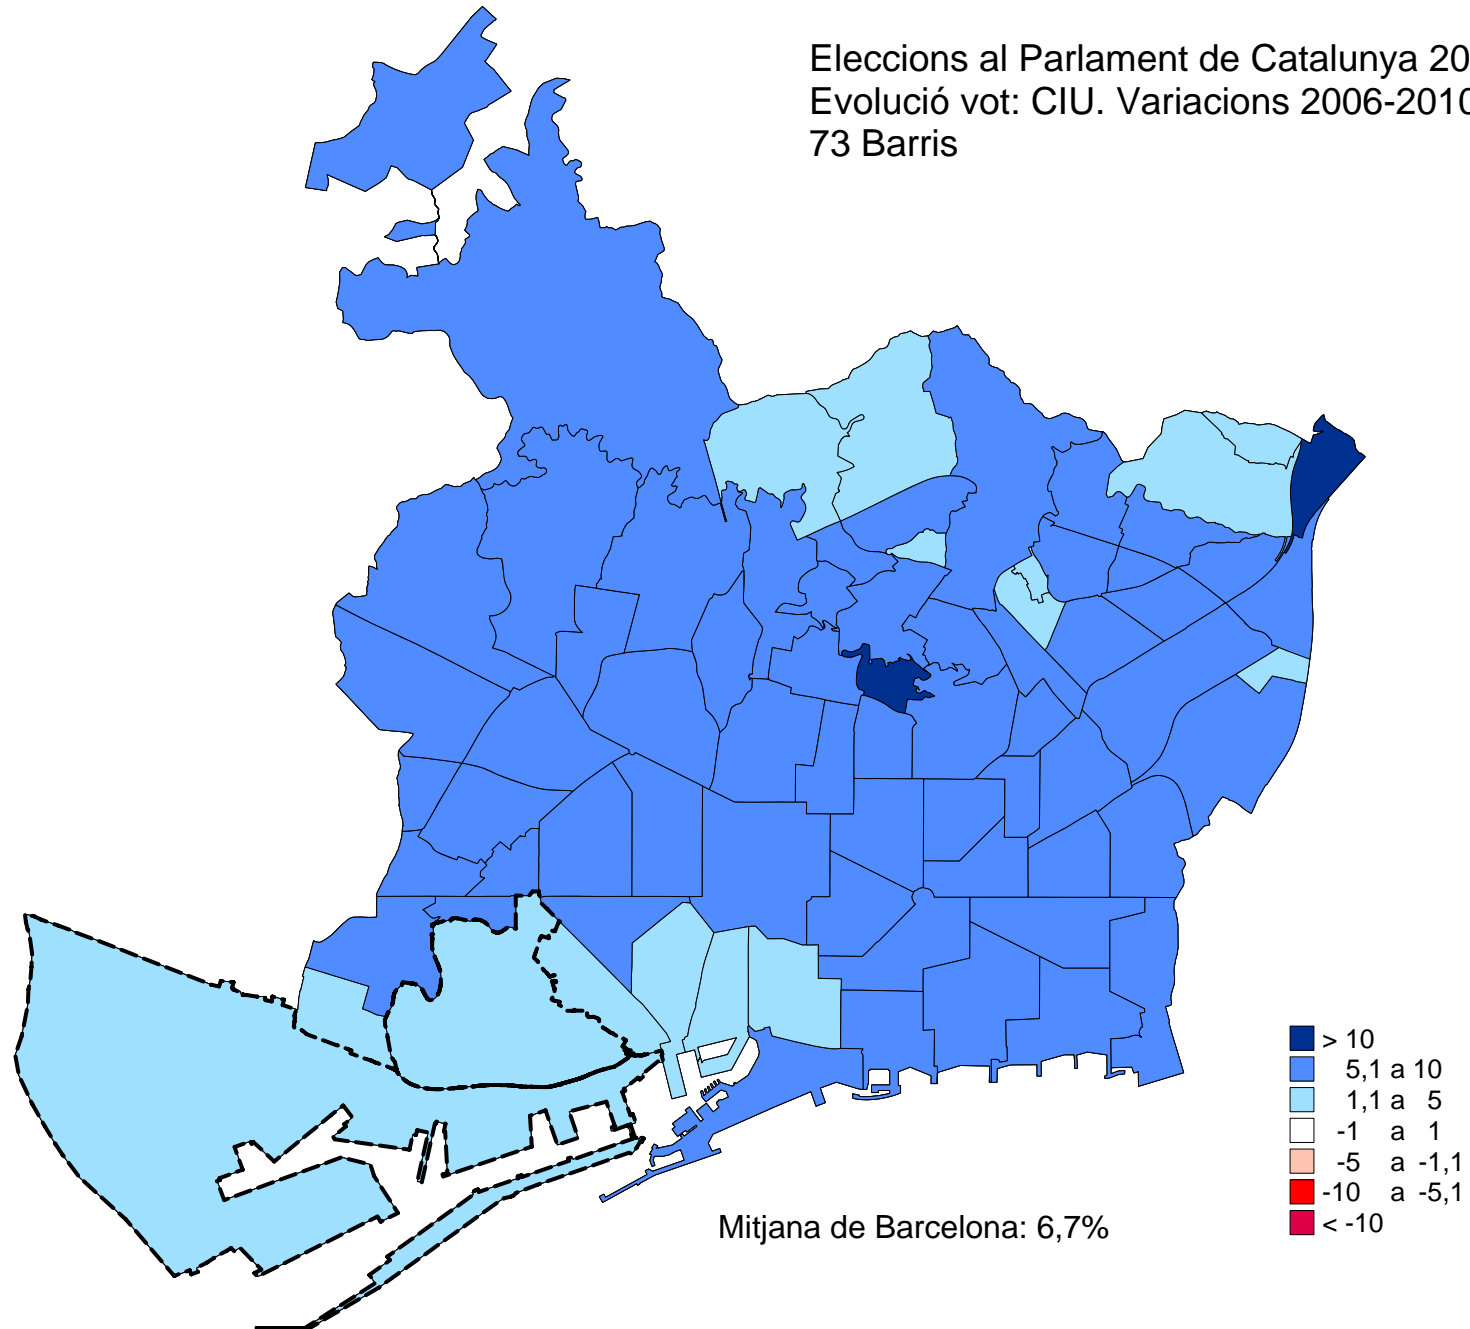 Eleccions al Parlament de Catalunya 20
Evolució vot: CIU. Variacions 2006-2010
73 Barris
> 10
5,1 a 10
1,1 a 5
-1 a 1
-5 a -1,1
-10 a -5,1
< -10
Mitjana de Barcelona: 6,7%